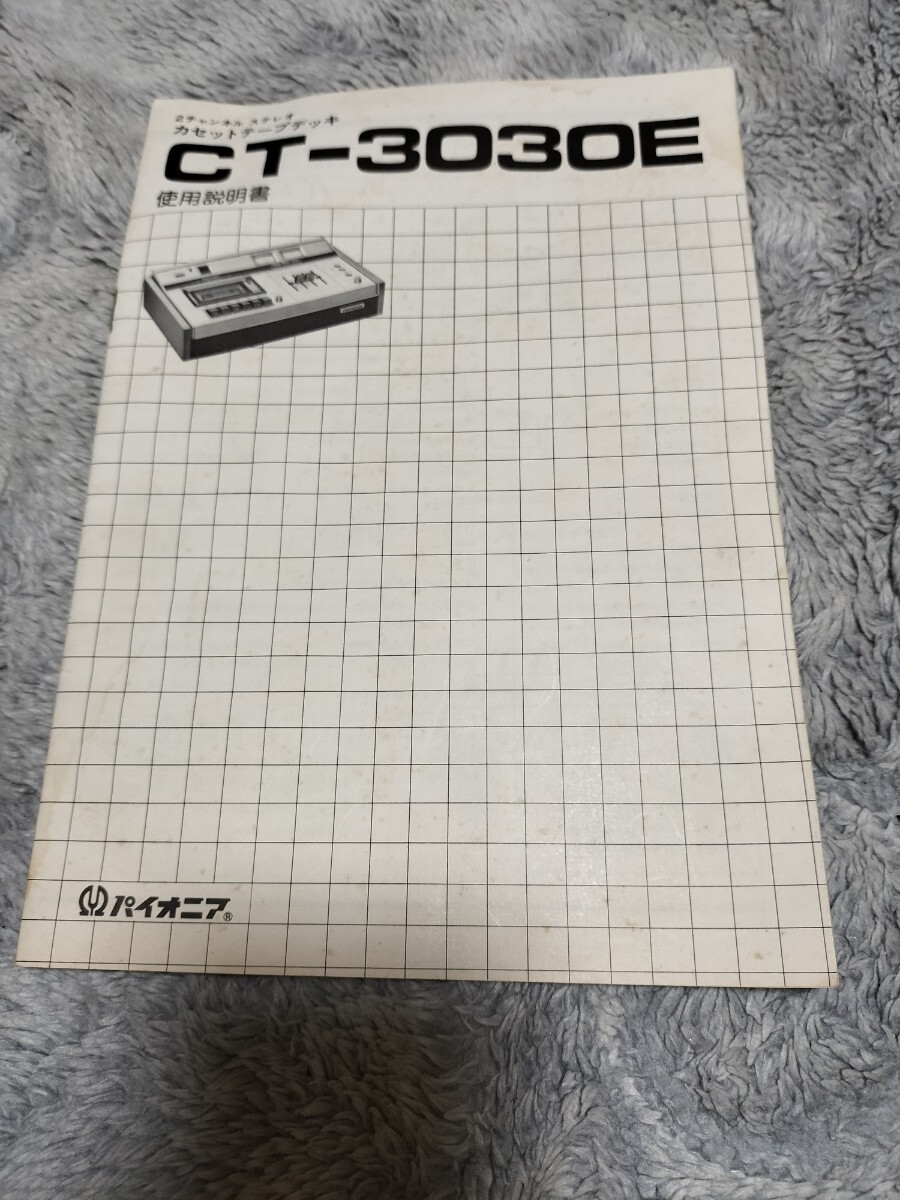 2チャンネル ステレオ
カセットテープデッキ
CT-3030E
使用説明書
パイオニア®